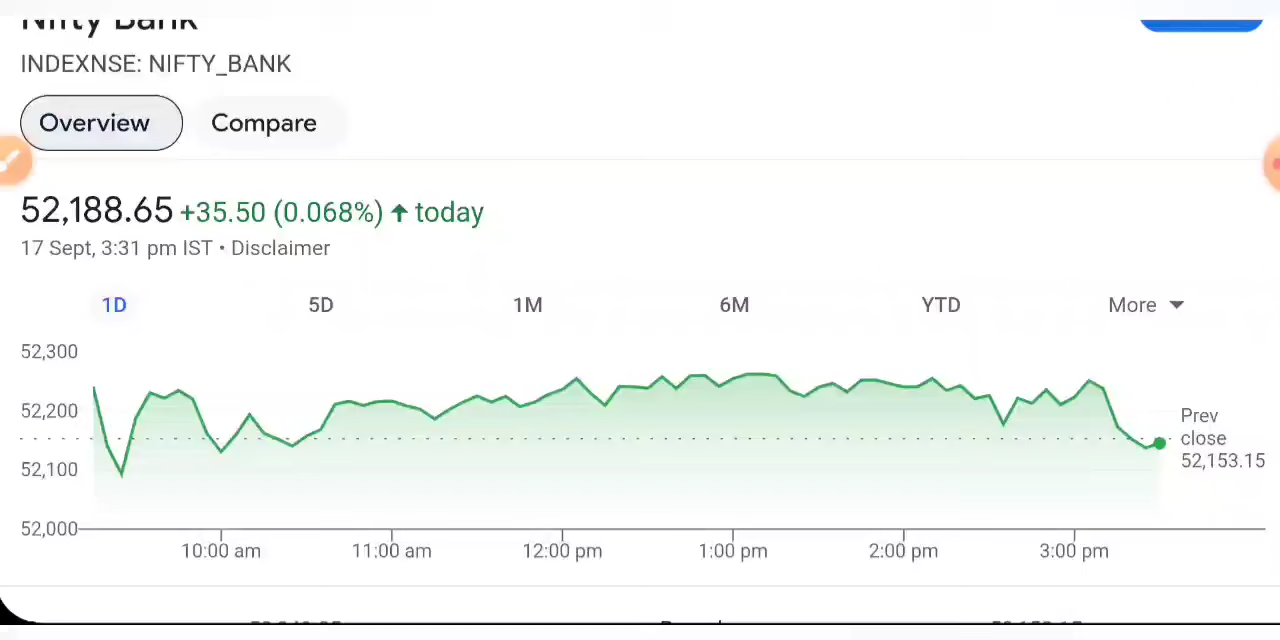 Nifty Bank
INDEXNSE: NIFTY_BANK
Overview
Compare
52,188.65 +35.50 (0.068%) ↑ today
17 Sept, 3:31 pm IST • Disclaimer
1D 5D 1M 6M YTD More
52,300
52,200
52,100
52,000
Prev
close
52,153.15
10:00 am 11:00 am 12:00 pm 1:00 pm 2:00 pm 3:00 pm